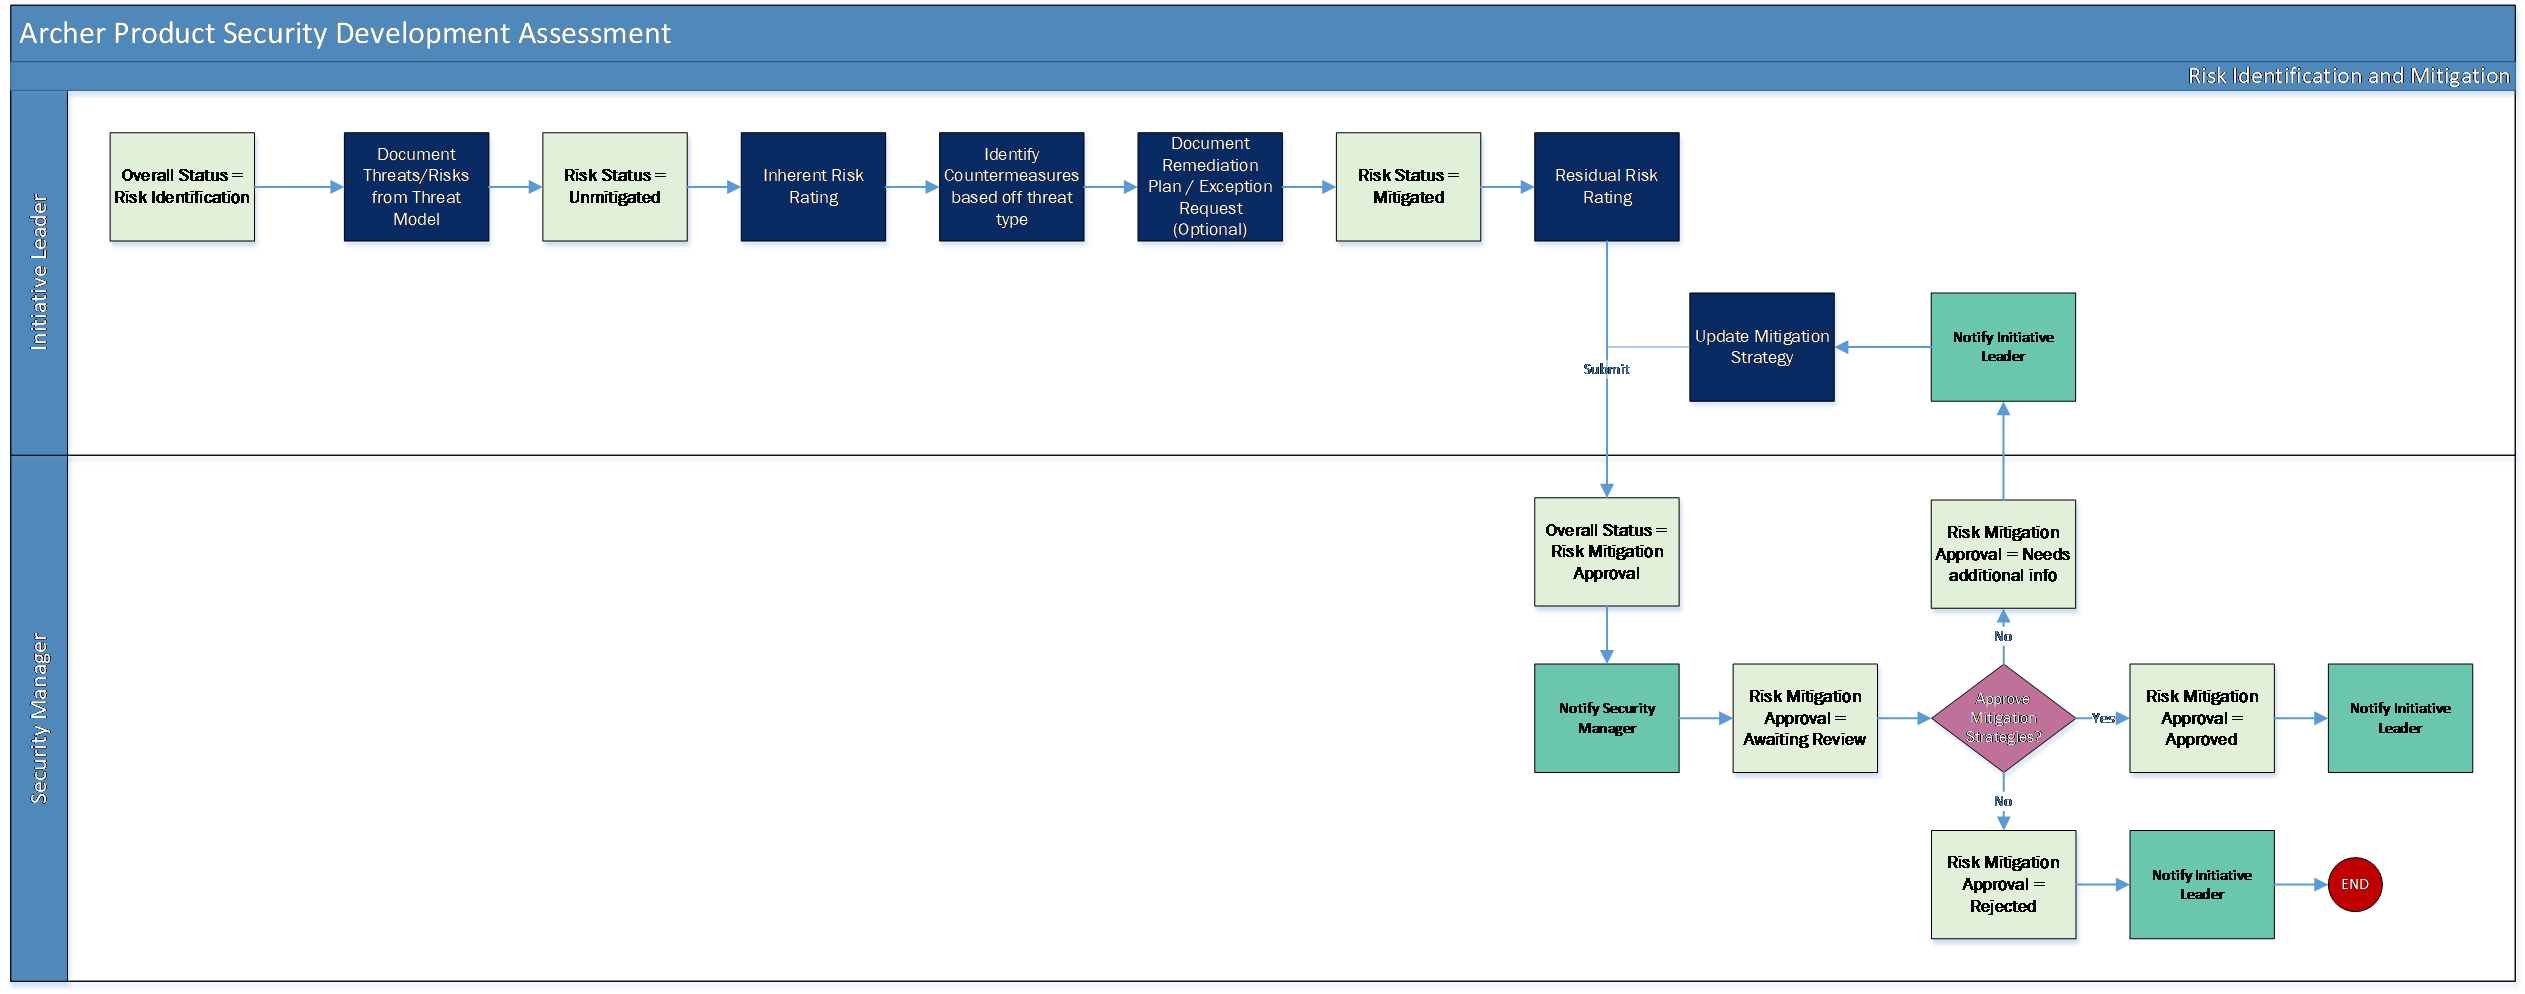 Archer Product Security Development Assessment
Risk Identification and Mitigation
Initiative Leader
Overall Status =
Risk Identification
Document
Threats/Risks
from Threat
Model
Risk Status =
Unmitigated
Inherent Risk
Rating
Identify
Countermeasures
based off threat
type
Document
Remediation
Plan / Exception
Request
(Optional)
Risk Status =
Mitigated
Residual Risk
Rating
Update Mitigation
Strategy
Notify Initiative
Leader
Submit
Security Manager
Overall Status =
Risk Mitigation
Approval
Risk Mitigation
Approval = Needs
additional info
No
Notify Security
Manager
Risk Mitigation
Approval =
Awaiting Review
Approve
Mitigation
Strategies?
Yes
Risk Mitigation
Approval =
Approved
Notify Initiative
Leader
No
Risk Mitigation
Approval =
Rejected
Notify Initiative
Leader
END